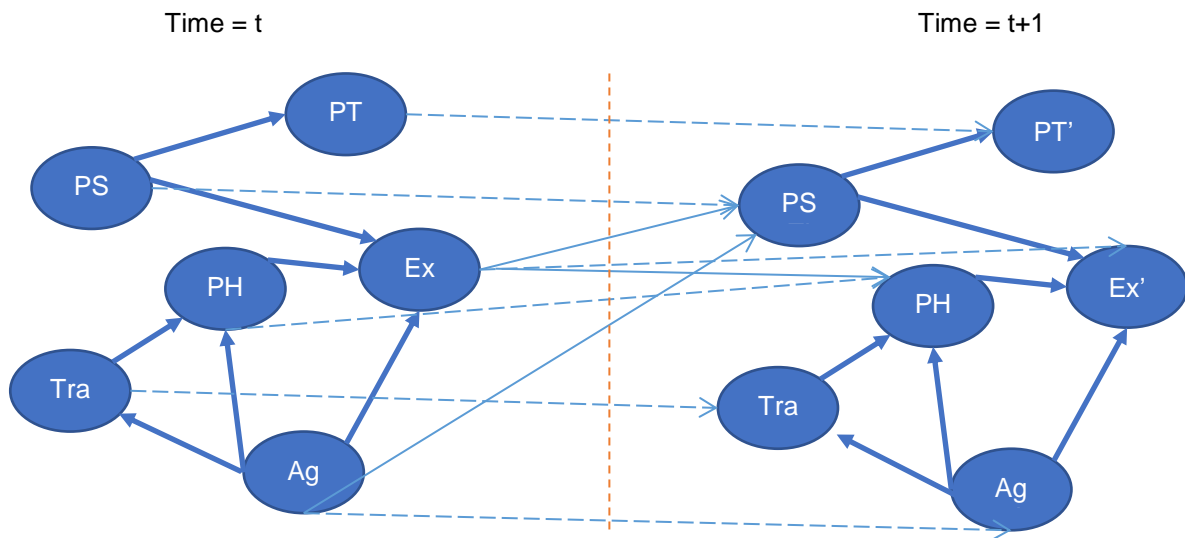 Time = t
Time = t+1
PT
PS
Ex
PH
Tra
Ag
PT’
PS
Ex’
PH
Tra
Ag